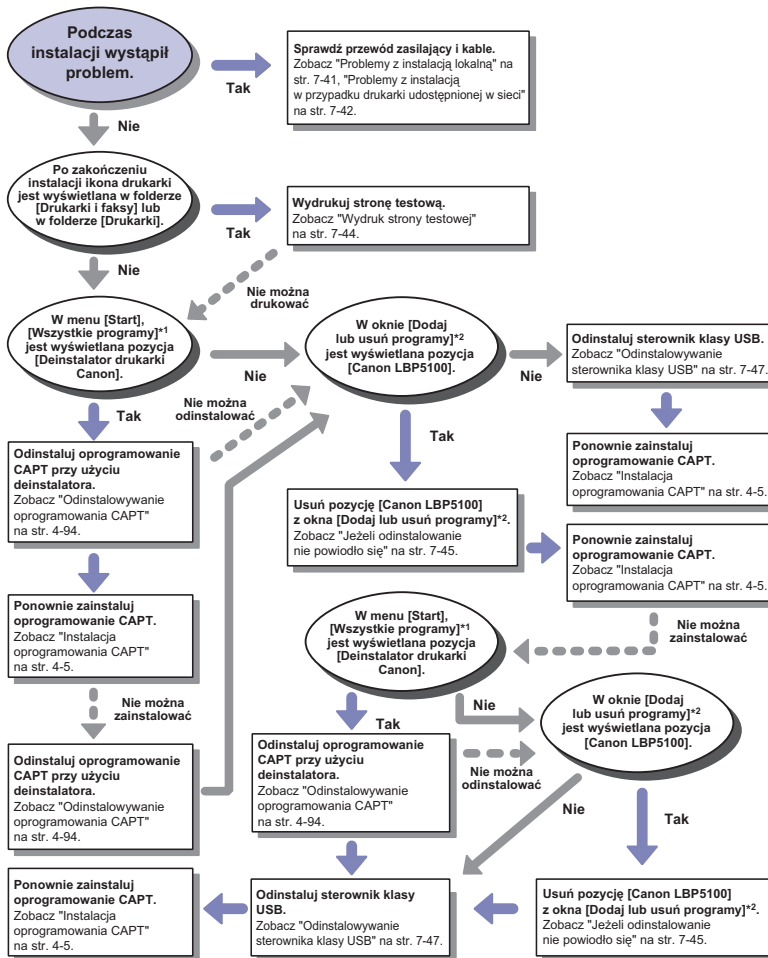 Podczas
instalacji wystąpił
problem.
Tak
Sprawdź przewód zasilający i kable.
Zobacz "Problemy z instalacją lokalną" na
str. 7-41, "Problemy z instalacją
w przypadku drukarki udostępnionej w sieci"
na str. 7-42.
Nie
Po zakończeniu
instalacji ikona drukarki
jest wyświetlana w folderze
[Drukarki i faksy] lub
w folderze [Drukarki].
Tak
Wydrukuj stronę testową.
Zobacz "Wydruk strony testowej"
na str. 7-44.
Nie
Nie można
drukować
W menu [Start],
[Wszystkie programy]*1
jest wyświetlana pozycja
[Deinstalator drukarki
Canon].
Nie
W oknie [Dodaj
lub usuń programy]*2
jest wyświetlana pozycja
[Canon LBP5100].
Nie
Odinstaluj sterownik klasy USB.
Zobacz "Odinstalowywanie
sterownika klasy USB" na str. 7-47.
Tak
Nie można
odinstalować
Tak
Odinstaluj oprogramowanie
CAPT przy użyciu
deinstalatora.
Zobacz "Odinstalowywanie
oprogramowania CAPT"
na str. 4-94.
Ponownie zainstaluj
oprogramowanie CAPT.
Zobacz "Instalacja
oprogramowania CAPT" na str. 4-5.
Usuń pozycję [Canon LBP5100]
z okna [Dodaj lub usuń programy]*2.
Zobacz "Jeżeli odinstalowanie
nie powiodło się" na str. 7-45.
Ponownie zainstaluj
oprogramowanie CAPT.
Zobacz "Instalacja
oprogramowania CAPT" na str. 4-5.
Ponownie zainstaluj
oprogramowanie CAPT.
Zobacz "Instalacja
oprogramowania CAPT"
na str. 4-5.
W menu [Start],
[Wszystkie programy]*1
jest wyświetlana pozycja
[Deinstalator drukarki
Canon].
Nie można
zainstalować
Nie można
zainstalować
Nie
W oknie [Dodaj
lub usuń programy]*2
jest wyświetlana pozycja
[Canon LBP5100].
Tak
Odinstaluj oprogramowanie
CAPT przy użyciu
deinstalatora.
Zobacz "Odinstalowywanie
oprogramowania CAPT"
na str. 4-94.
Odinstaluj oprogramowanie
CAPT przy użyciu
deinstalatora.
Zobacz "Odinstalowywanie
oprogramowania CAPT"
na str. 4-94.
Nie można
odinstalować
Nie
Tak
Ponownie zainstaluj
oprogramowanie CAPT.
Zobacz "Instalacja
oprogramowania CAPT"
na str. 4-5.
Odinstaluj sterownik klasy
USB.
Zobacz "Odinstalowywanie
sterownika klasy USB" na str. 7-47.
Usuń pozycję [Canon LBP5100]
z okna [Dodaj lub usuń programy]*2.
Zobacz "Jeżeli odinstalowanie
nie powiodło się" na str. 7-45.